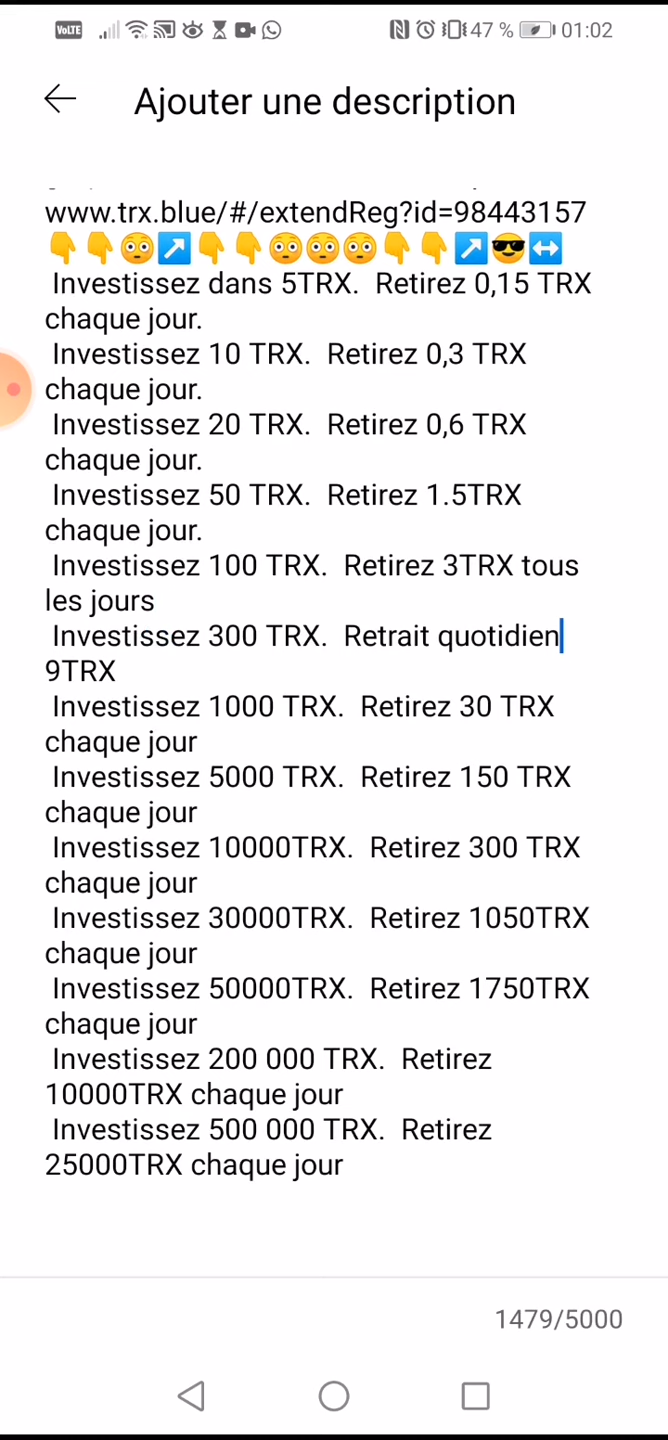 VoLTE 47 % 01:02
Ajouter une description
www.trx.blue/#/extendReg?id=98443157
👇👇😳↗️👇👇😳😳😳👇👇↗️😎↔️
Investissez dans 5TRX.  Retirez 0,15 TRX
chaque jour.
Investissez 10 TRX.  Retirez 0,3 TRX
chaque jour.
Investissez 20 TRX.  Retirez 0,6 TRX
chaque jour.
Investissez 50 TRX.  Retirez 1.5TRX
chaque jour.
Investissez 100 TRX.  Retirez 3TRX tous
les jours
Investissez 300 TRX.  Retrait quotidien
9TRX
Investissez 1000 TRX.  Retirez 30 TRX
chaque jour
Investissez 5000 TRX.  Retirez 150 TRX
chaque jour
Investissez 10000TRX.  Retirez 300 TRX
chaque jour
Investissez 30000TRX.  Retirez 1050TRX
chaque jour
Investissez 50000TRX.  Retirez 1750TRX
chaque jour
Investissez 200 000 TRX.  Retirez
10000TRX chaque jour
Investissez 500 000 TRX.  Retirez
25000TRX chaque jour
1479/5000